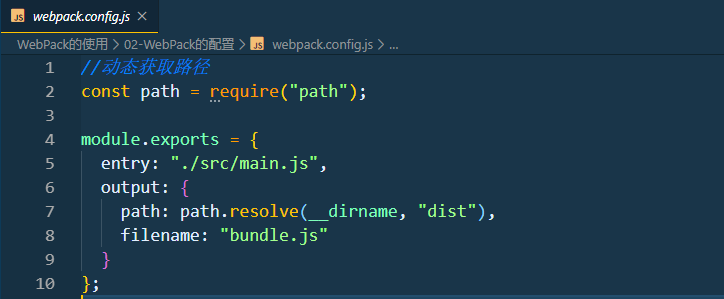 JS webpack.config.js ×
WebPack的使用 > 02-WebPack的配置 > JS webpack.config.js > ...
1 //动态获取路径
2 const path = require("path");
3
4 module.exports = {
5   entry: "./src/main.js",
6   output: {
7     path: path.resolve(__dirname, "dist"),
8     filename: "bundle.js"
9   }
10 };